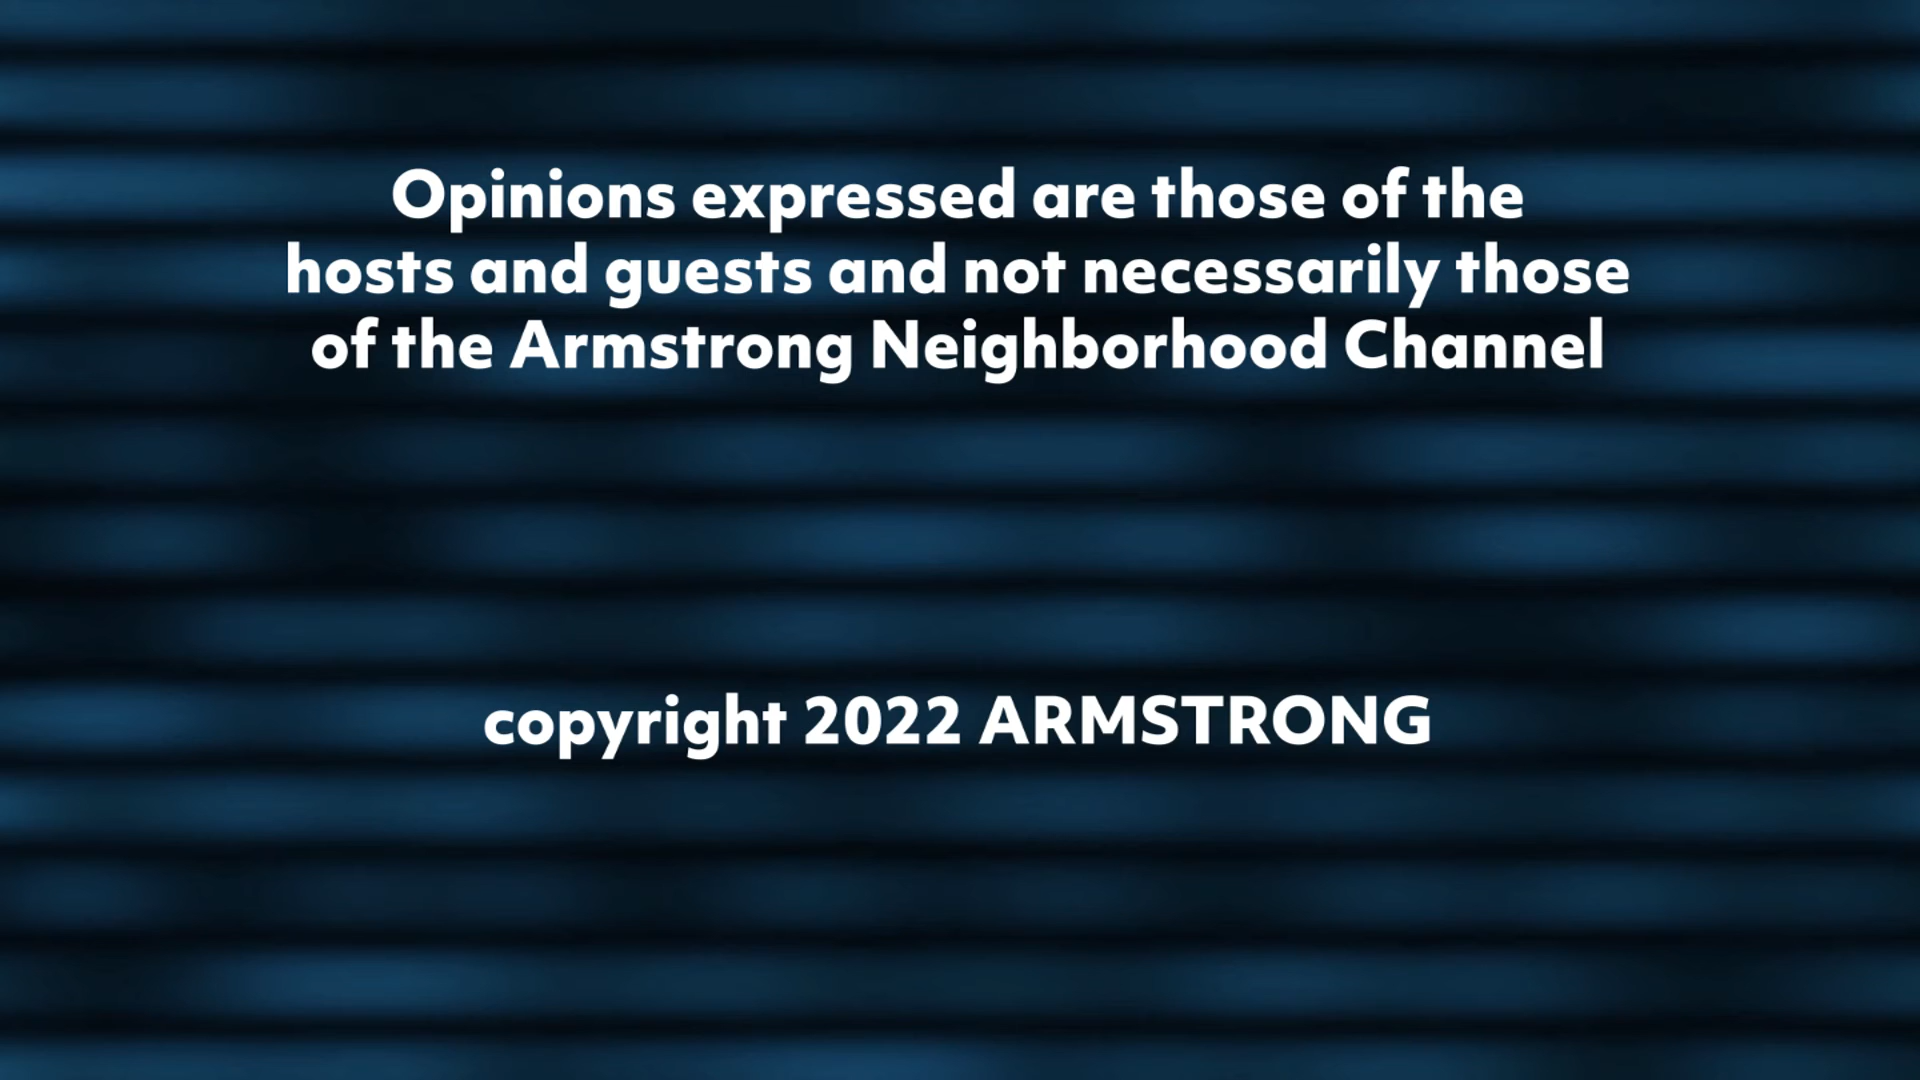 Opinions expressed are those of the
hosts and guests and not necessarily those
of the Armstrong Neighborhood Channel
copyright 2022 ARMSTRONG